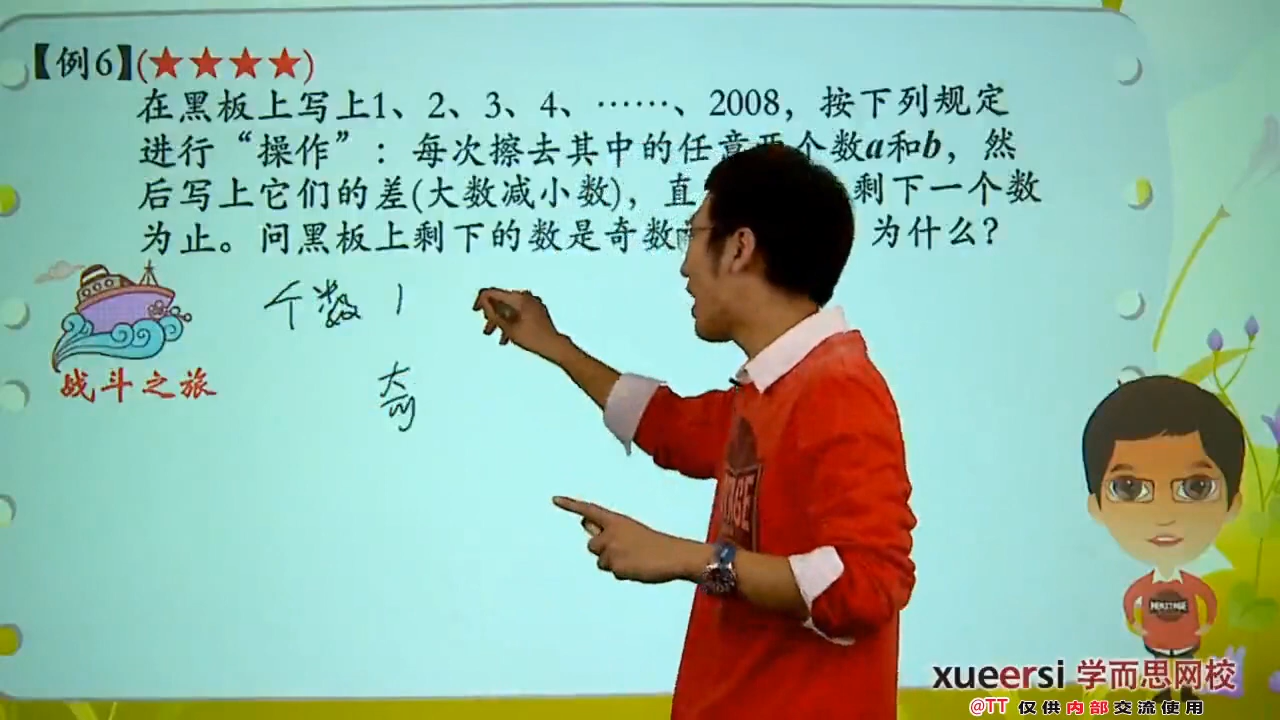 【例6】(★★★★)
在黑板上写上1、2、3、4、……、2008，按下列规定
进行“操作”：每次擦去其中的任意两个数a和b，然
后写上它们的差(大数减小数)，直 剩下一个数
为止。问黑板上剩下的数是奇数 为什么？
个数 1
奇
战斗之旅
HERITAGE
xueersi 学而思网校
@TT 仅供内部交流使用